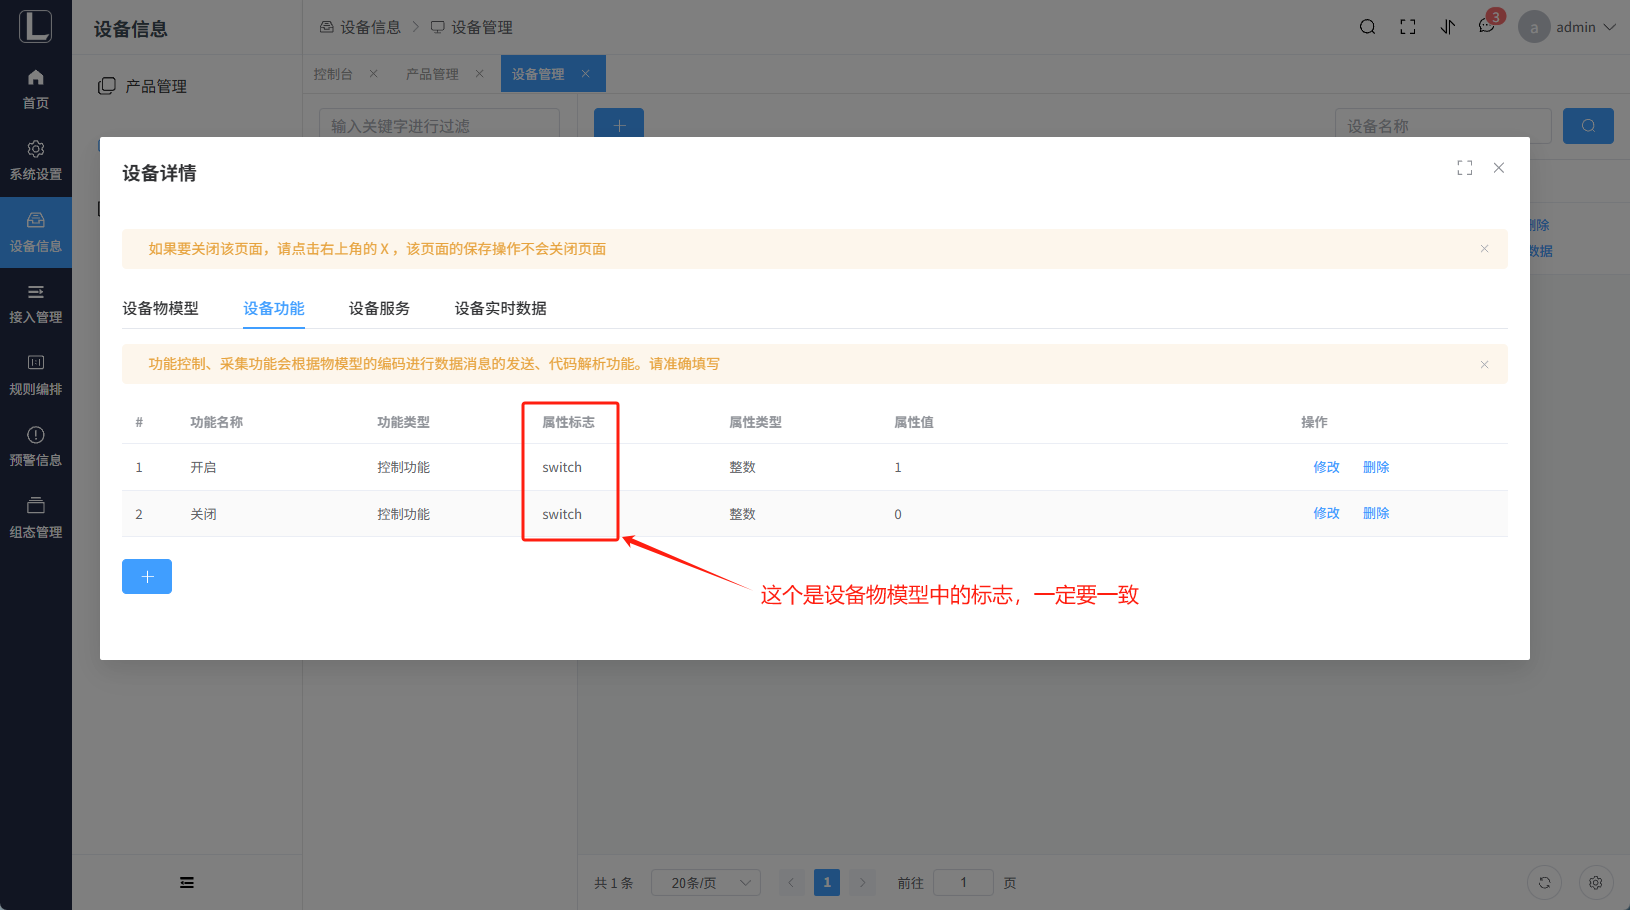 设备信息
设备信息 > 设备管理
3
a admin
首页
系统设置
设备信息
接入管理
规则编排
预警信息
组态管理
产品管理
控制台 × 产品管理 × 设备管理 ×
输入关键字进行过滤
设备名称
删除
数据
设备详情
如果要关闭该页面，请点击右上角的 X ，该页面的保存操作不会关闭页面
设备物模型 设备功能 设备服务 设备实时数据
功能控制、采集功能会根据物模型的编码进行数据消息的发送、代码解析功能。请准确填写
# 功能名称 功能类型 属性标志 属性类型 属性值 操作
1 开启 控制功能 switch 整数 1 修改 删除
2 关闭 控制功能 switch 整数 0 修改 删除
这个是设备物模型中的标志，一定要一致
共 1 条 20条/页 1 前往 1 页